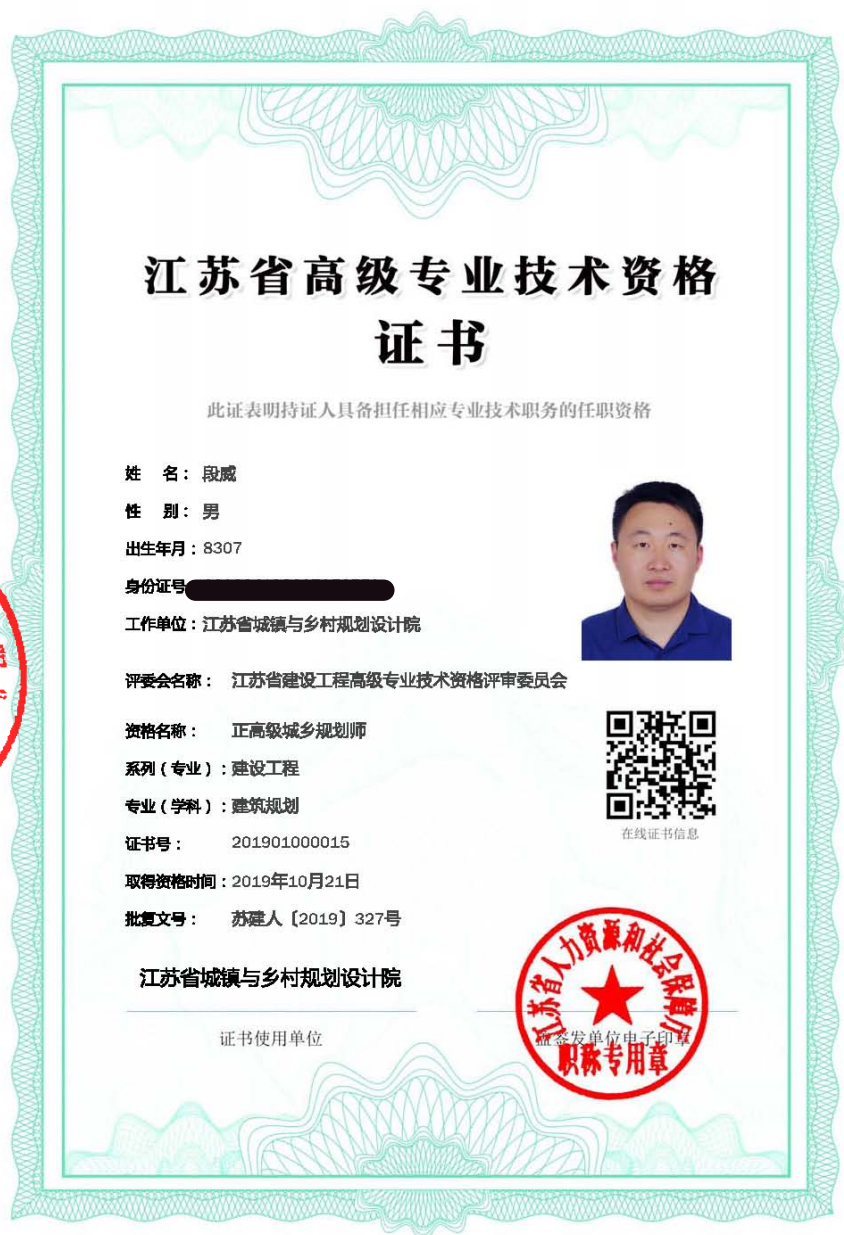 江苏省高级专业技术资格
证书
此证表明持证人具备担任相应专业技术职务的任职资格
姓 名： 段威
性 别： 男
出生年月：8307
身份证号
工作单位：江苏省城镇与乡村规划设计院
评委会名称： 江苏省建设工程高级专业技术资格评审委员会
资格名称： 正高级城乡规划师
系列（专业）：建设工程
专业（学科）：建筑规划
证书号： 201901000015
取得资格时间：2019年10月21日
批复文号： 苏建人〔2019〕327号
在线证书信息
江苏省城镇与乡村规划设计院
证书使用单位
江苏省人力资源和社会保障厅
盖签发单位电子印章
职称专用章